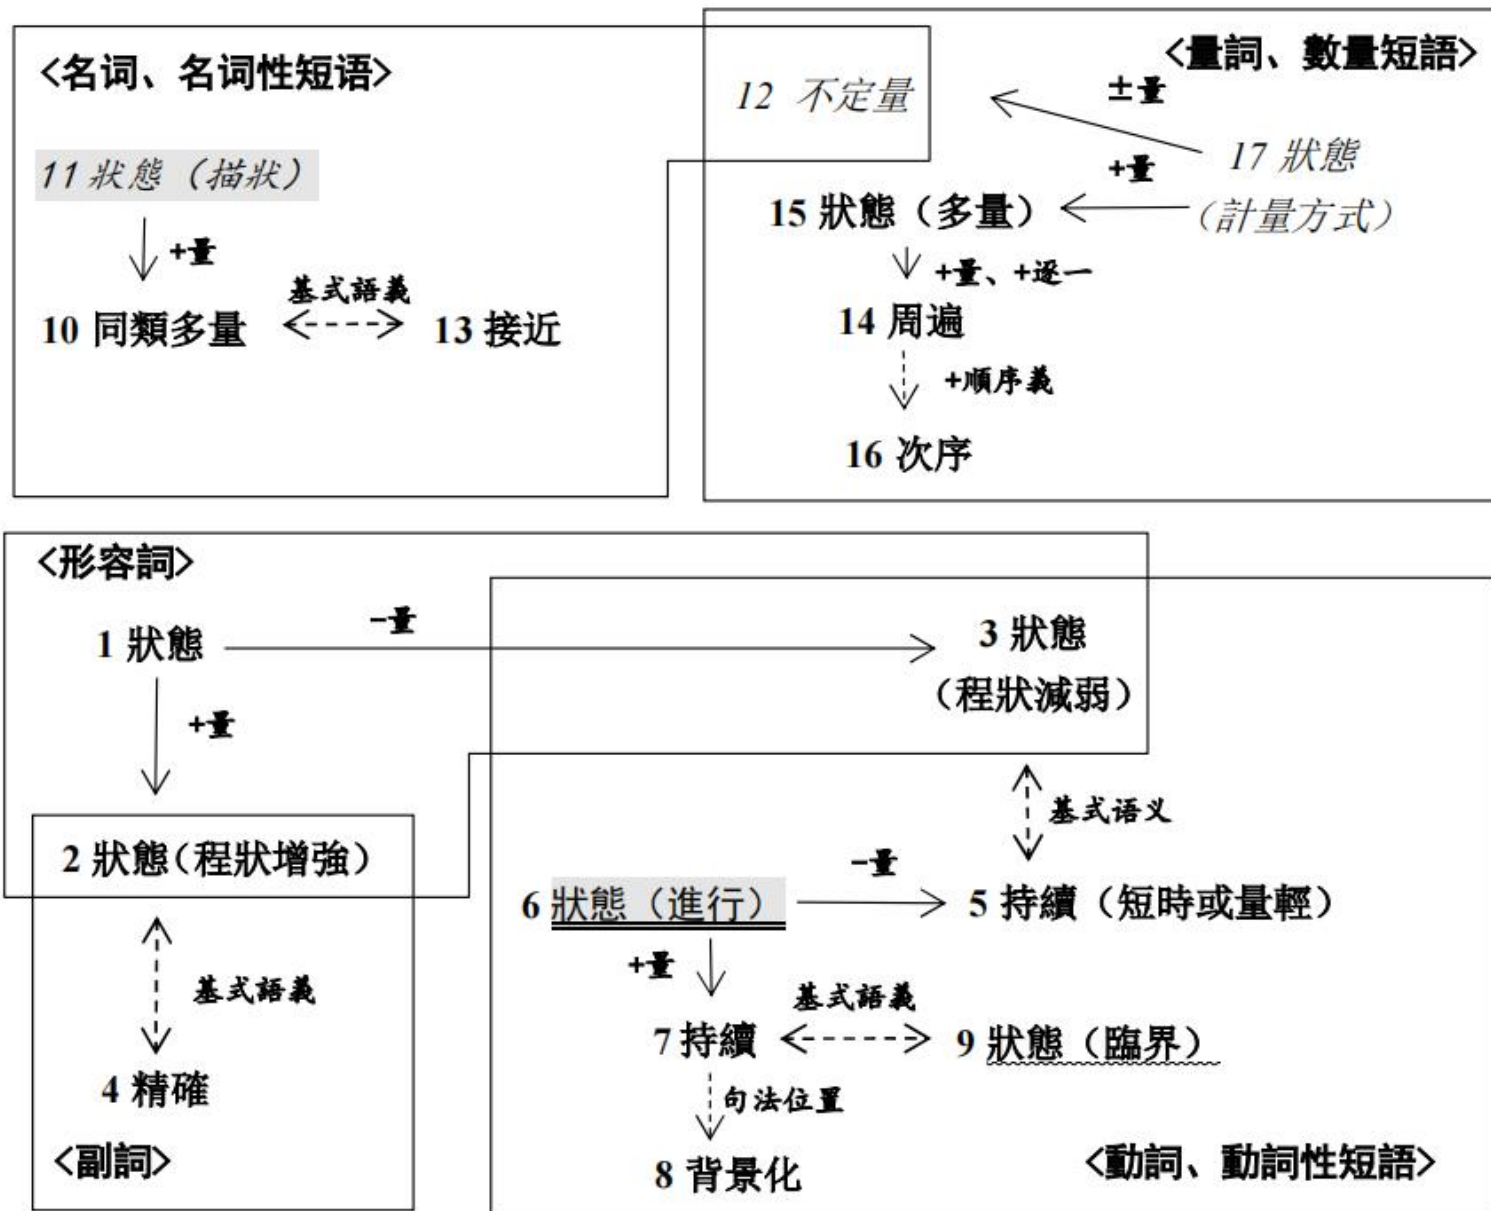 <名词、名词性短语>
<量詞、數量短語>
12 不定量
±量
11 狀態（描狀）
17 狀態
（計量方式）
+量
15 狀態（多量）
+量
+量、+逐一
基式語義
10 同類多量
13 接近
14 周遍
+順序義
16 次序
<形容詞>
1 狀態
-量
3 狀態
（程狀減弱）
+量
2 狀態（程狀增強）
基式语义
-量
6 狀態（進行）
5 持續（短時或量輕）
基式語義
+量
基式語義
7 持續
9 狀態（臨界）
4 精確
句法位置
<副詞>
8 背景化
<動詞、動詞性短語>